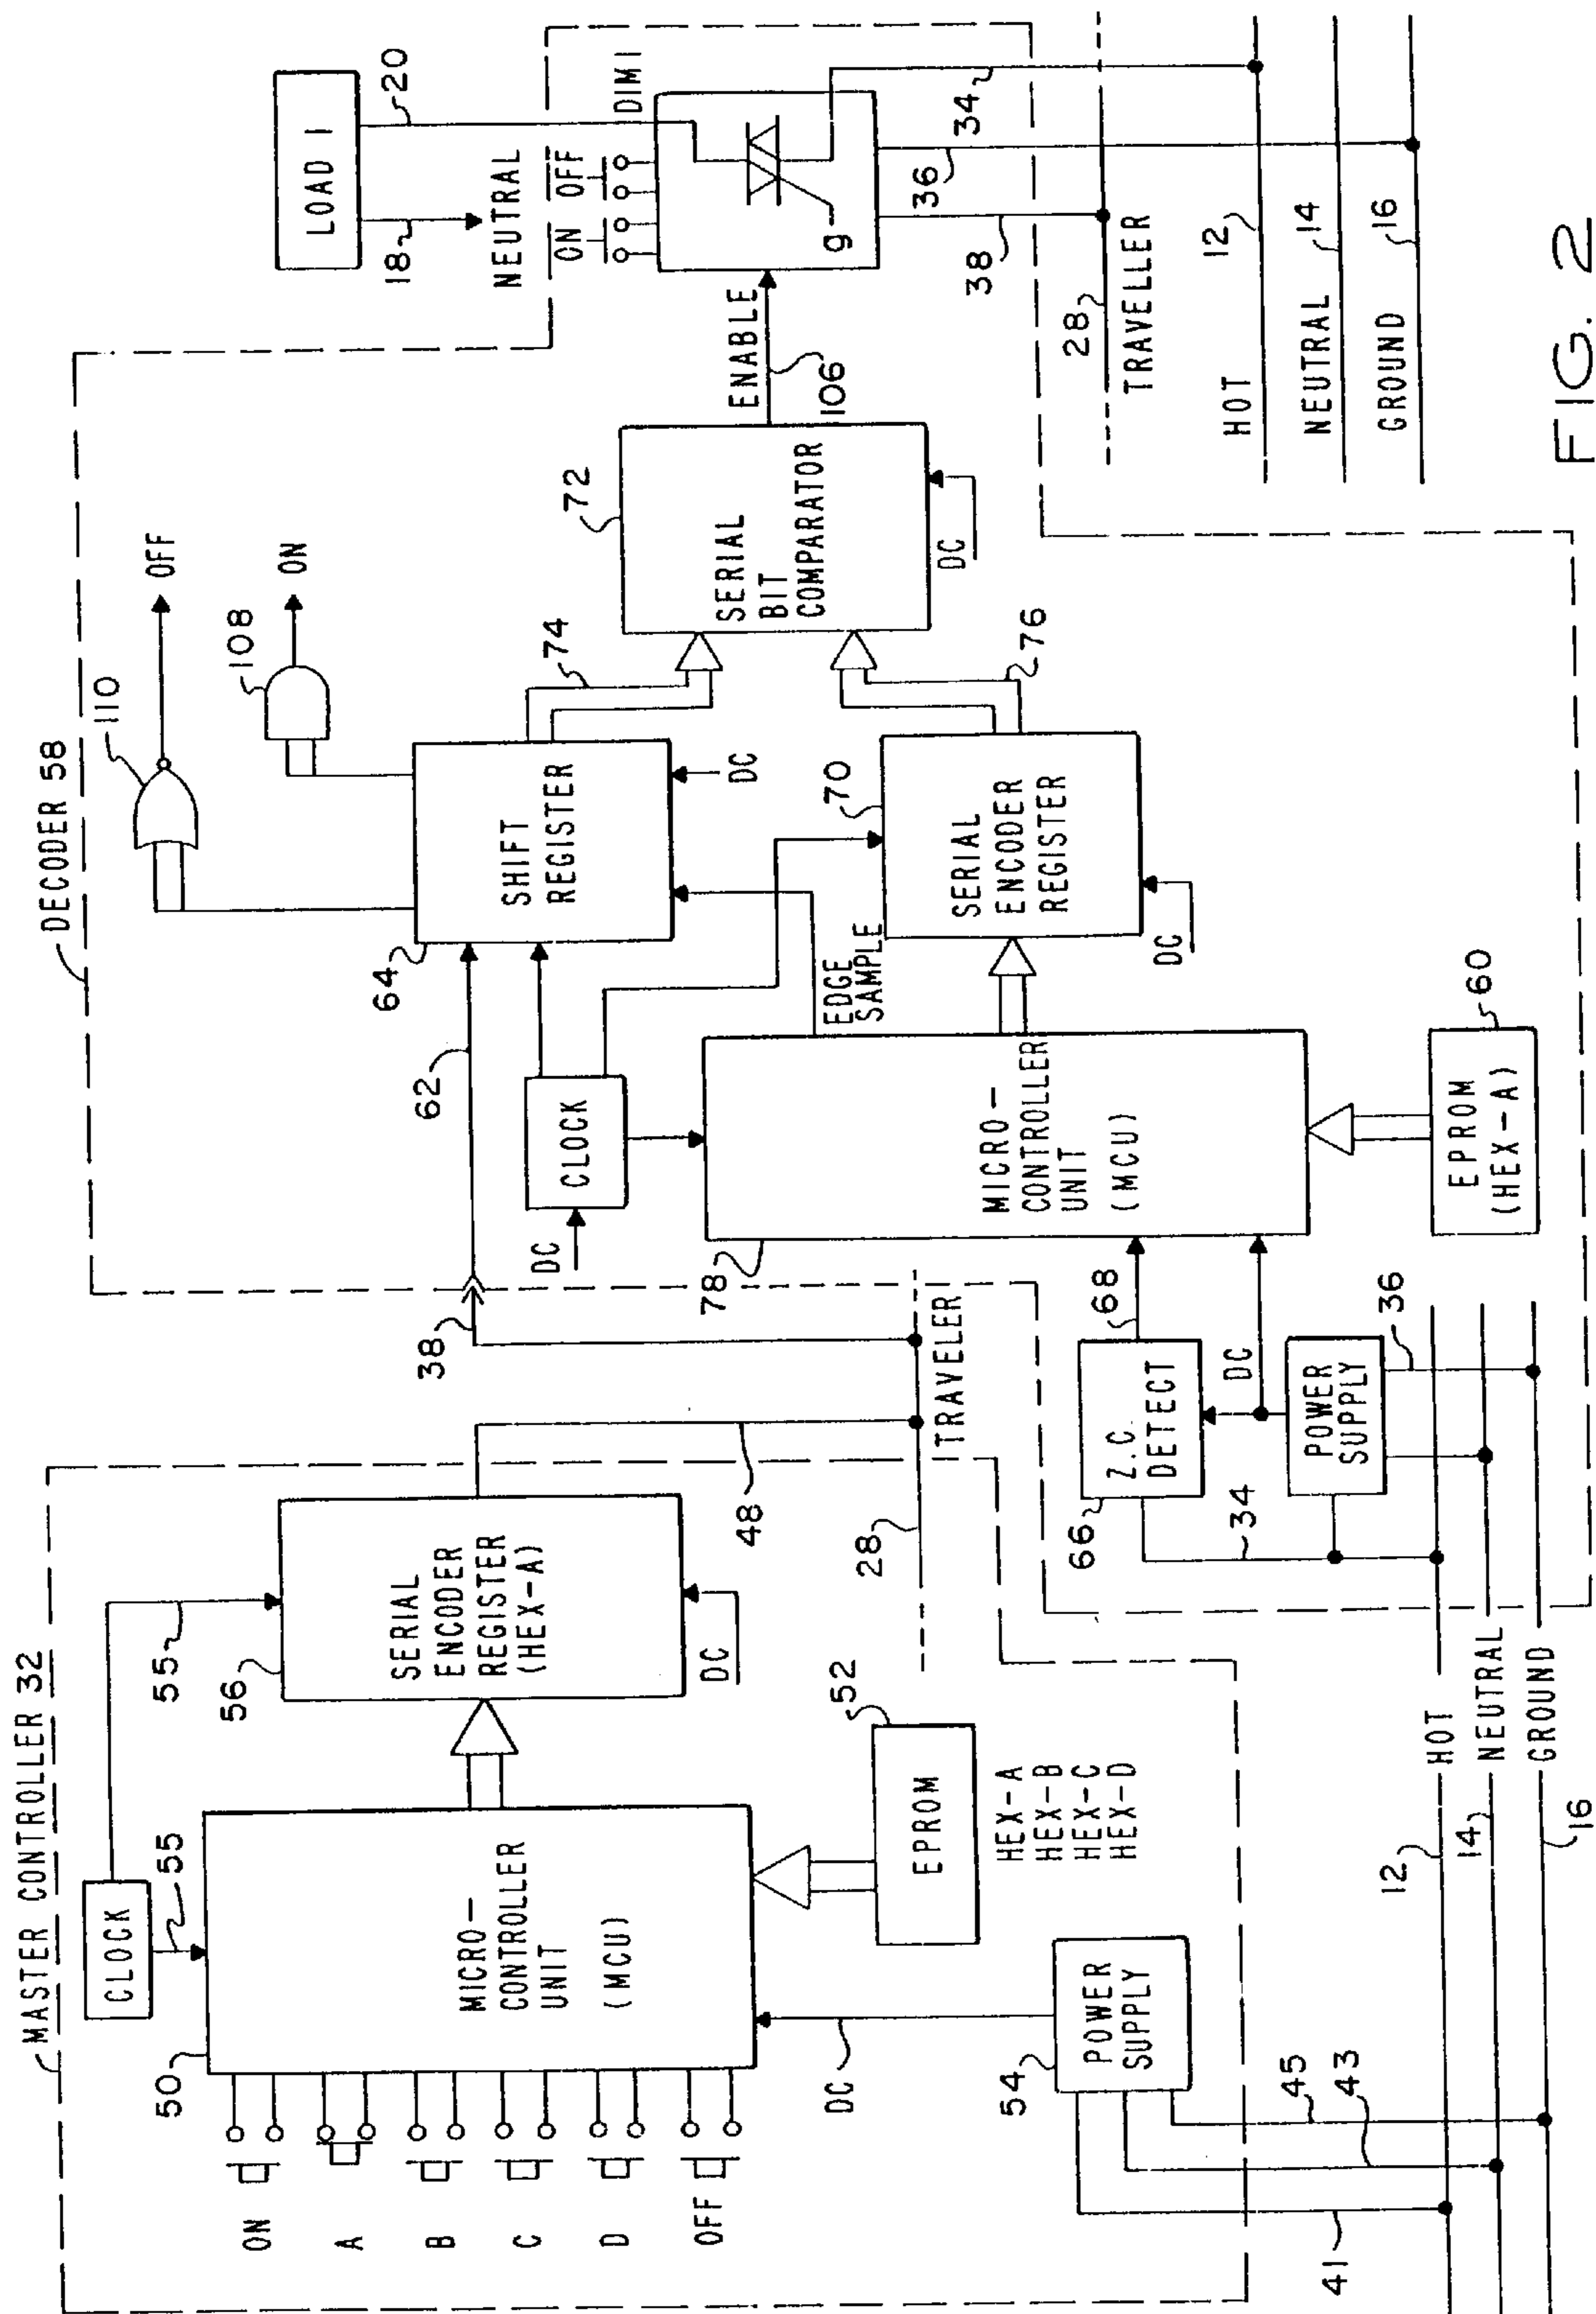 MASTER CONTROLLER 32
CLOCK
55
55
50
ON
A
B
C
D
OFF
MICRO-
CONTROLLER
UNIT
(MCU)
56
SERIAL
ENCODER
REGISTER
(HEX-A)
DC
48
52
EPROM
HEX-A
HEX-B
HEX-C
HEX-D
DC
54
POWER
SUPPLY
41
43
45
28
TRAVELER
38
12
HOT
14
NEUTRAL
16
GROUND
DECODER 58
110
OFF
108
ON
62
64
SHIFT
REGISTER
DC
74
DC
CLOCK
EDGE
SAMPLE
78
MICRO-
CONTROLLER
UNIT
(MCU)
70
SERIAL
ENCODER
REGISTER
DC
76
72
SERIAL
BIT
COMPARATOR
DC
ENABLE
106
60
EPROM
(HEX-A)
66
Z.C.
DETECT
68
DC
POWER
SUPPLY
34
36
LOAD 1
18
20
NEUTRAL
ON
OFF
DIM 1
g
38
36
34
28
TRAVELLER
HOT
12
NEUTRAL
14
GROUND
16
FIG. 2